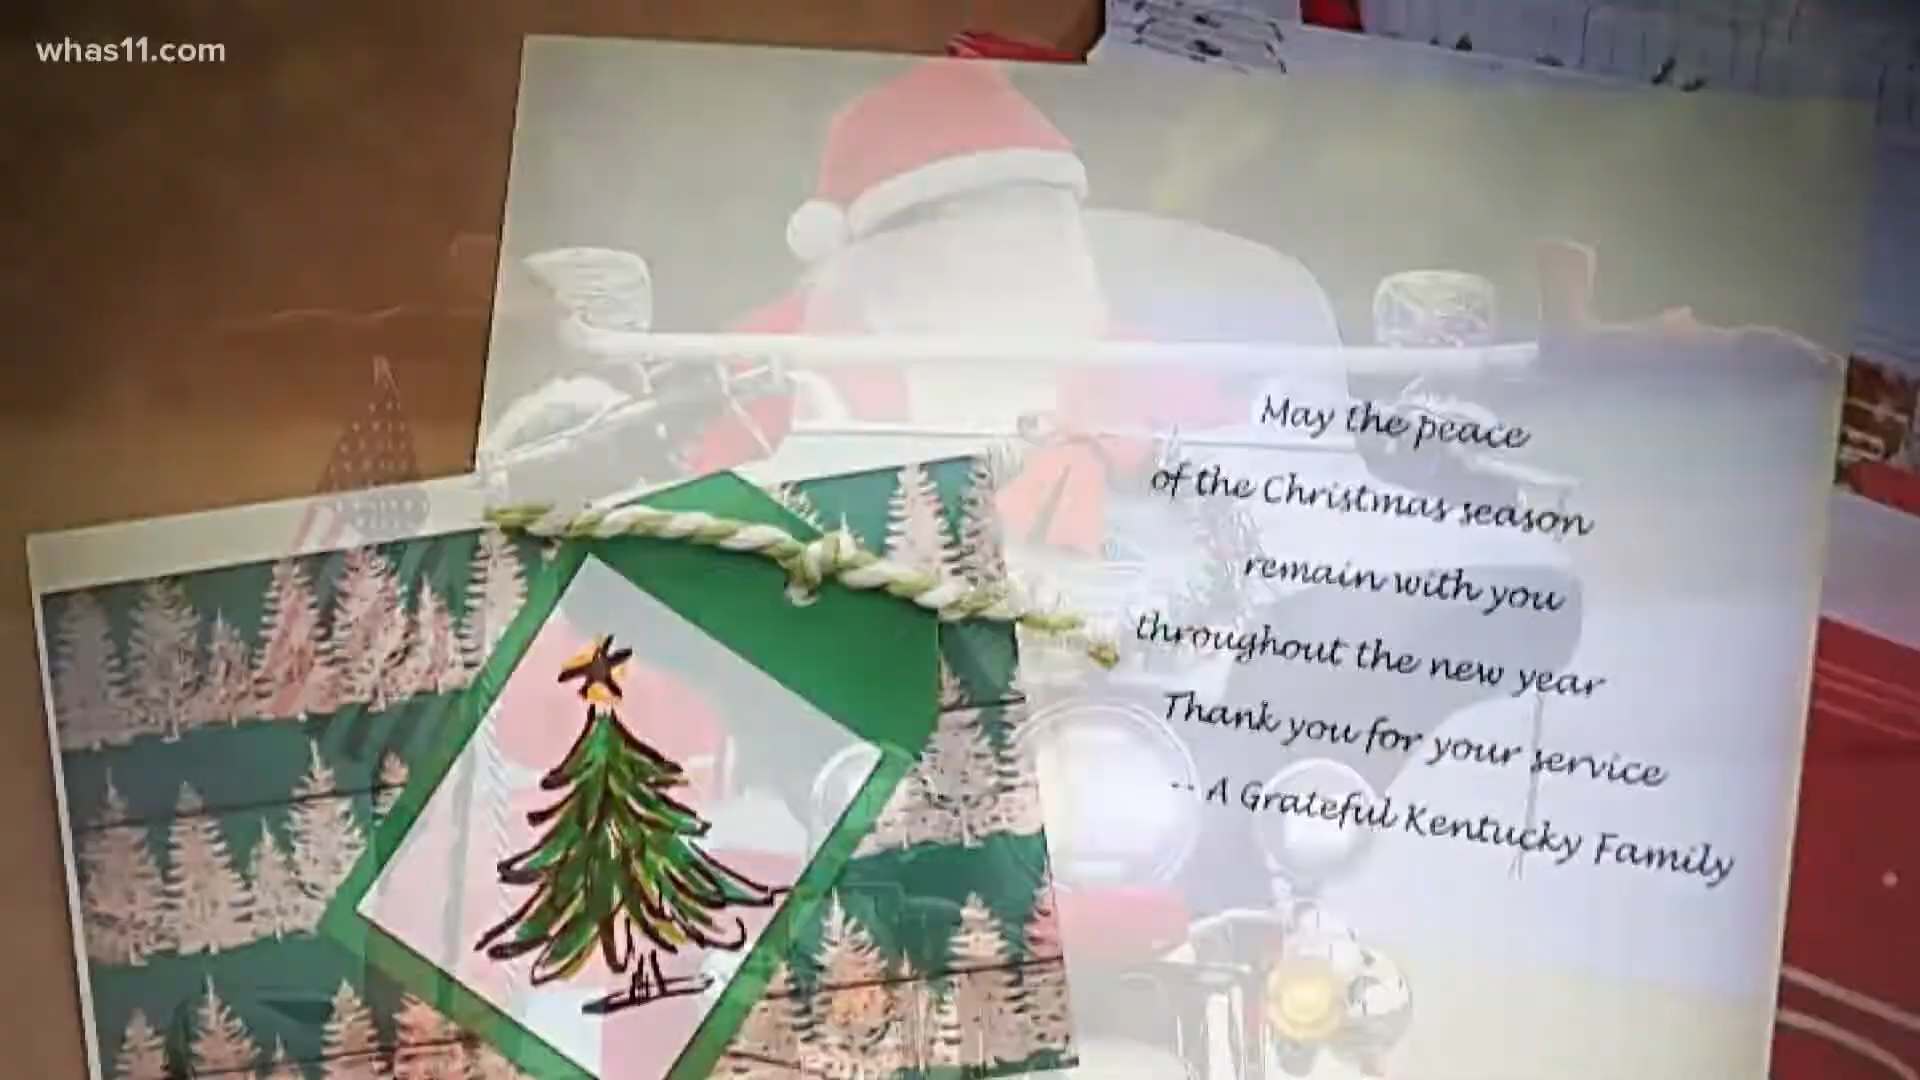 whas11.com
May the peace
of the Christmas season
remain with you
throughout the new year
Thank you for your service
-- A Grateful Kentucky Family